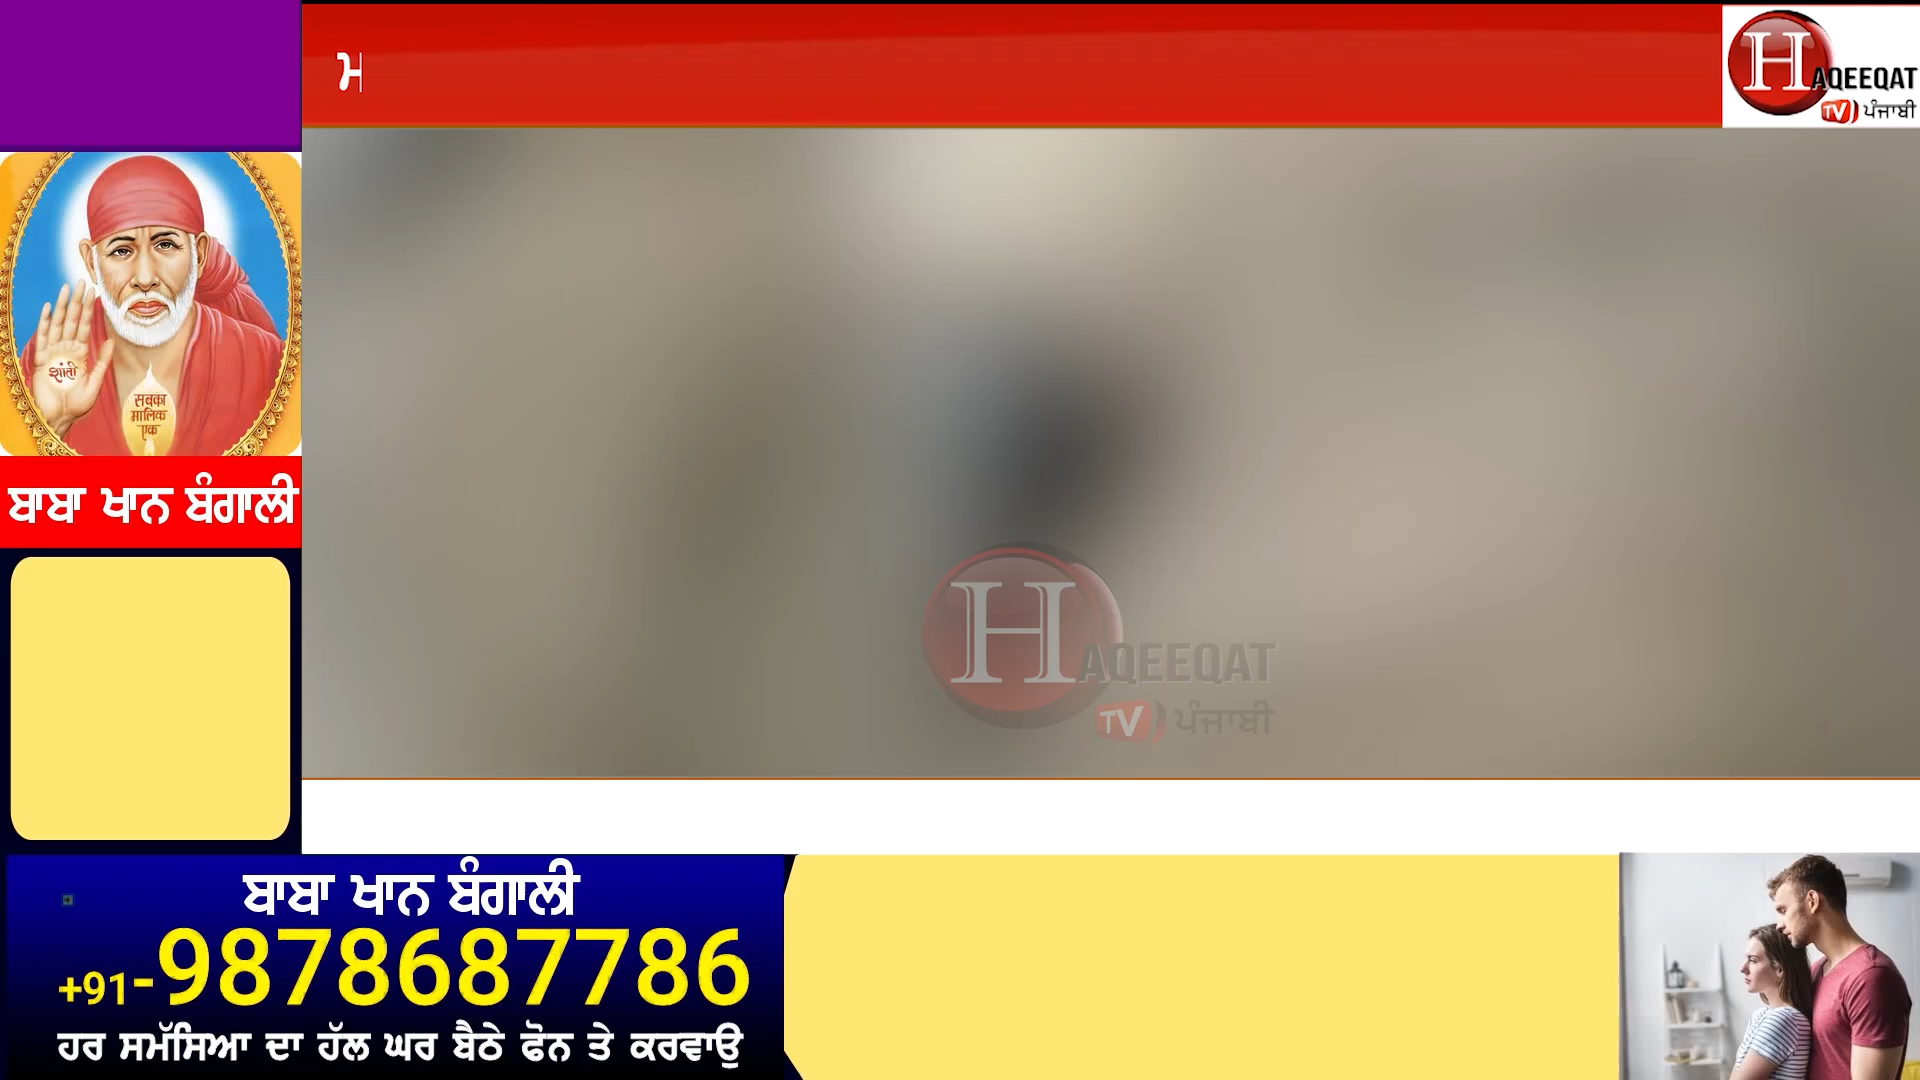 ਮ
HAQEEQAT
TV ਪੰਜਾਬੀ
शांती
सबका
मालिक
एक
ਬਾਬਾ ਖਾਨ ਬੰਗਾਲੀ
HAQEEQAT
TV ਪੰਜਾਬੀ
ਬਾਬਾ ਖਾਨ ਬੰਗਾਲੀ
+91-9878687786
ਹਰ ਸਮੱਸਿਆ ਦਾ ਹੱਲ ਘਰ ਬੈਠੇ ਫੋਨ ਤੇ ਕਰਵਾਉ